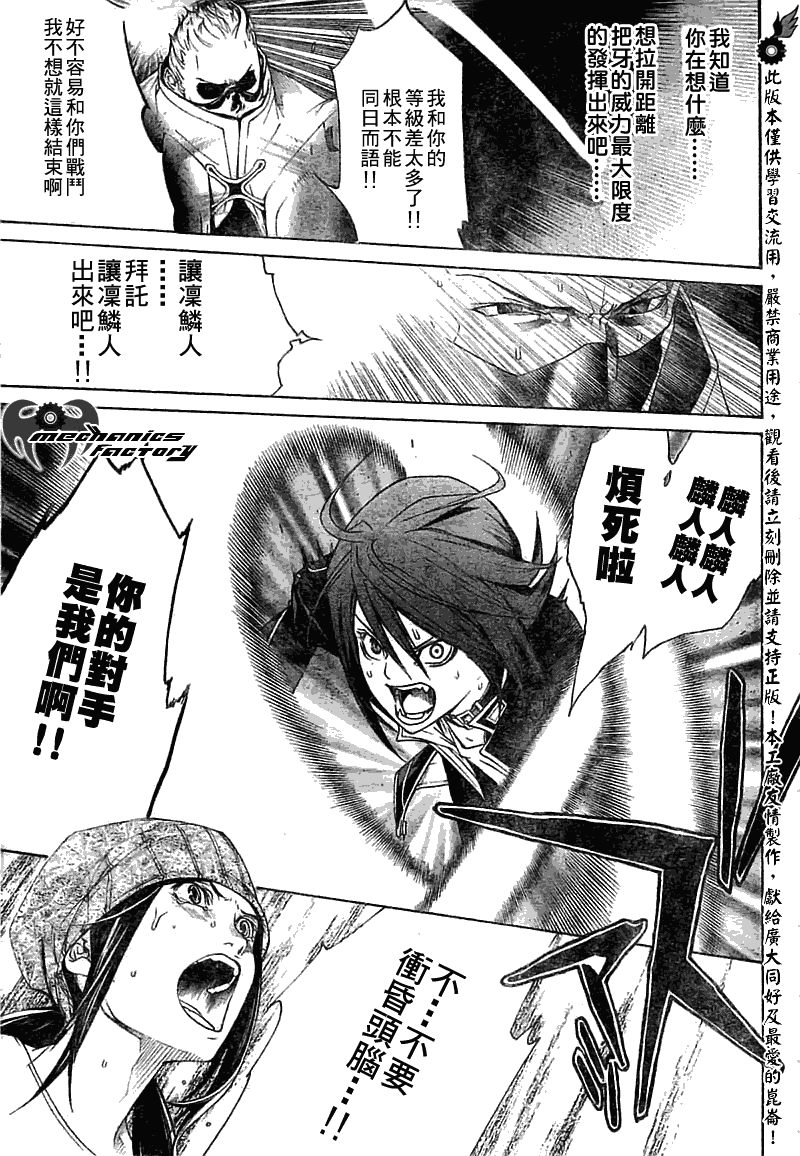 我知道
你在想什麼……
想拉開距離
把牙的威力最大限度
的發揮出來吧……
我和你的
等級差太多了!!
根本不能
同日而語!!
好不容易和你們戰鬥
我不想就這樣結束啊
讓凜鱗人
……
拜託
讓凜鱗人
出來吧…!!
麟人麟人
麟人麟人
煩死啦
你的對手
是我們啊!!
不…不要
衝昏頭腦…!!
mechanics
factory
此版本僅供學習交流用,嚴禁商業用途,觀看後請立刻刪除並請支持正版!本工廠友情製作,獻給廣大同好及最愛的崑崙!